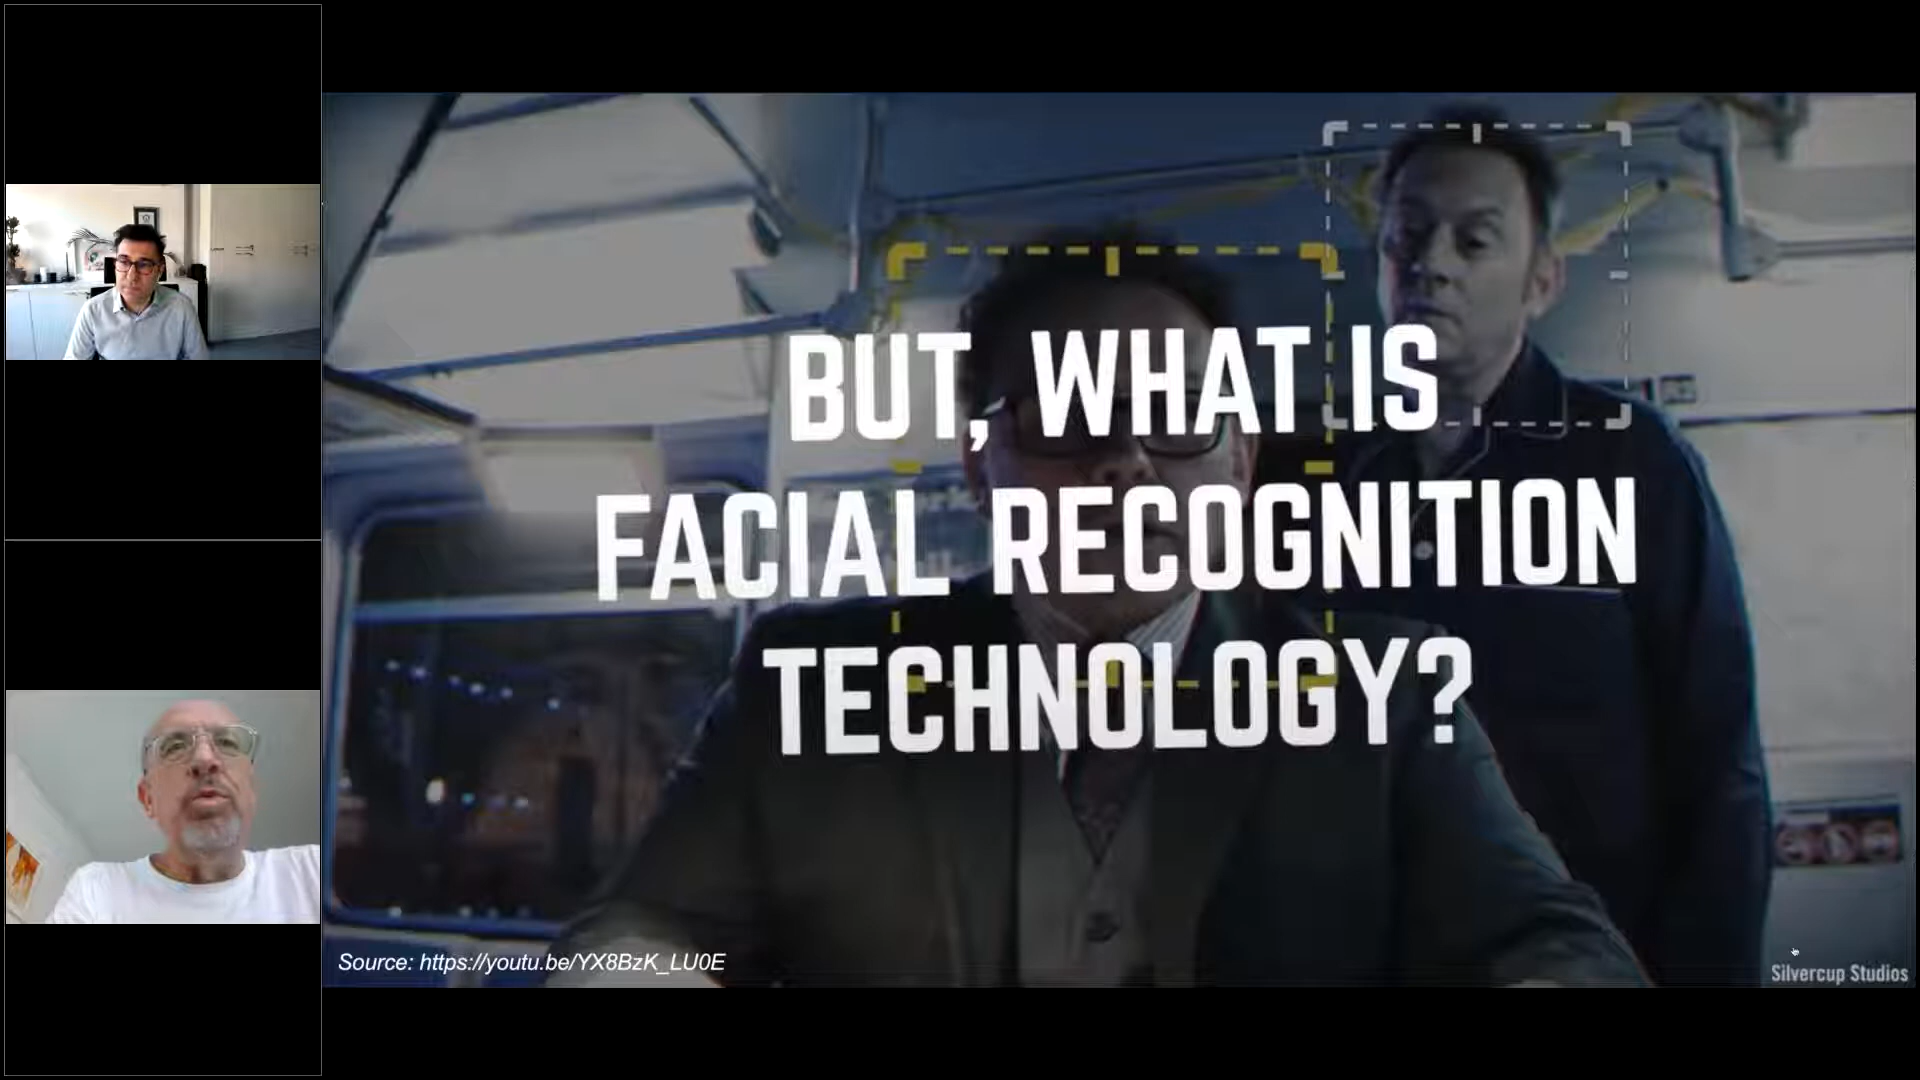 BUT, WHAT IS
FACIAL RECOGNITION
TECHNOLOGY?
Source: https://youtu.be/YX8BzK_LU0E
Silvercup Studios